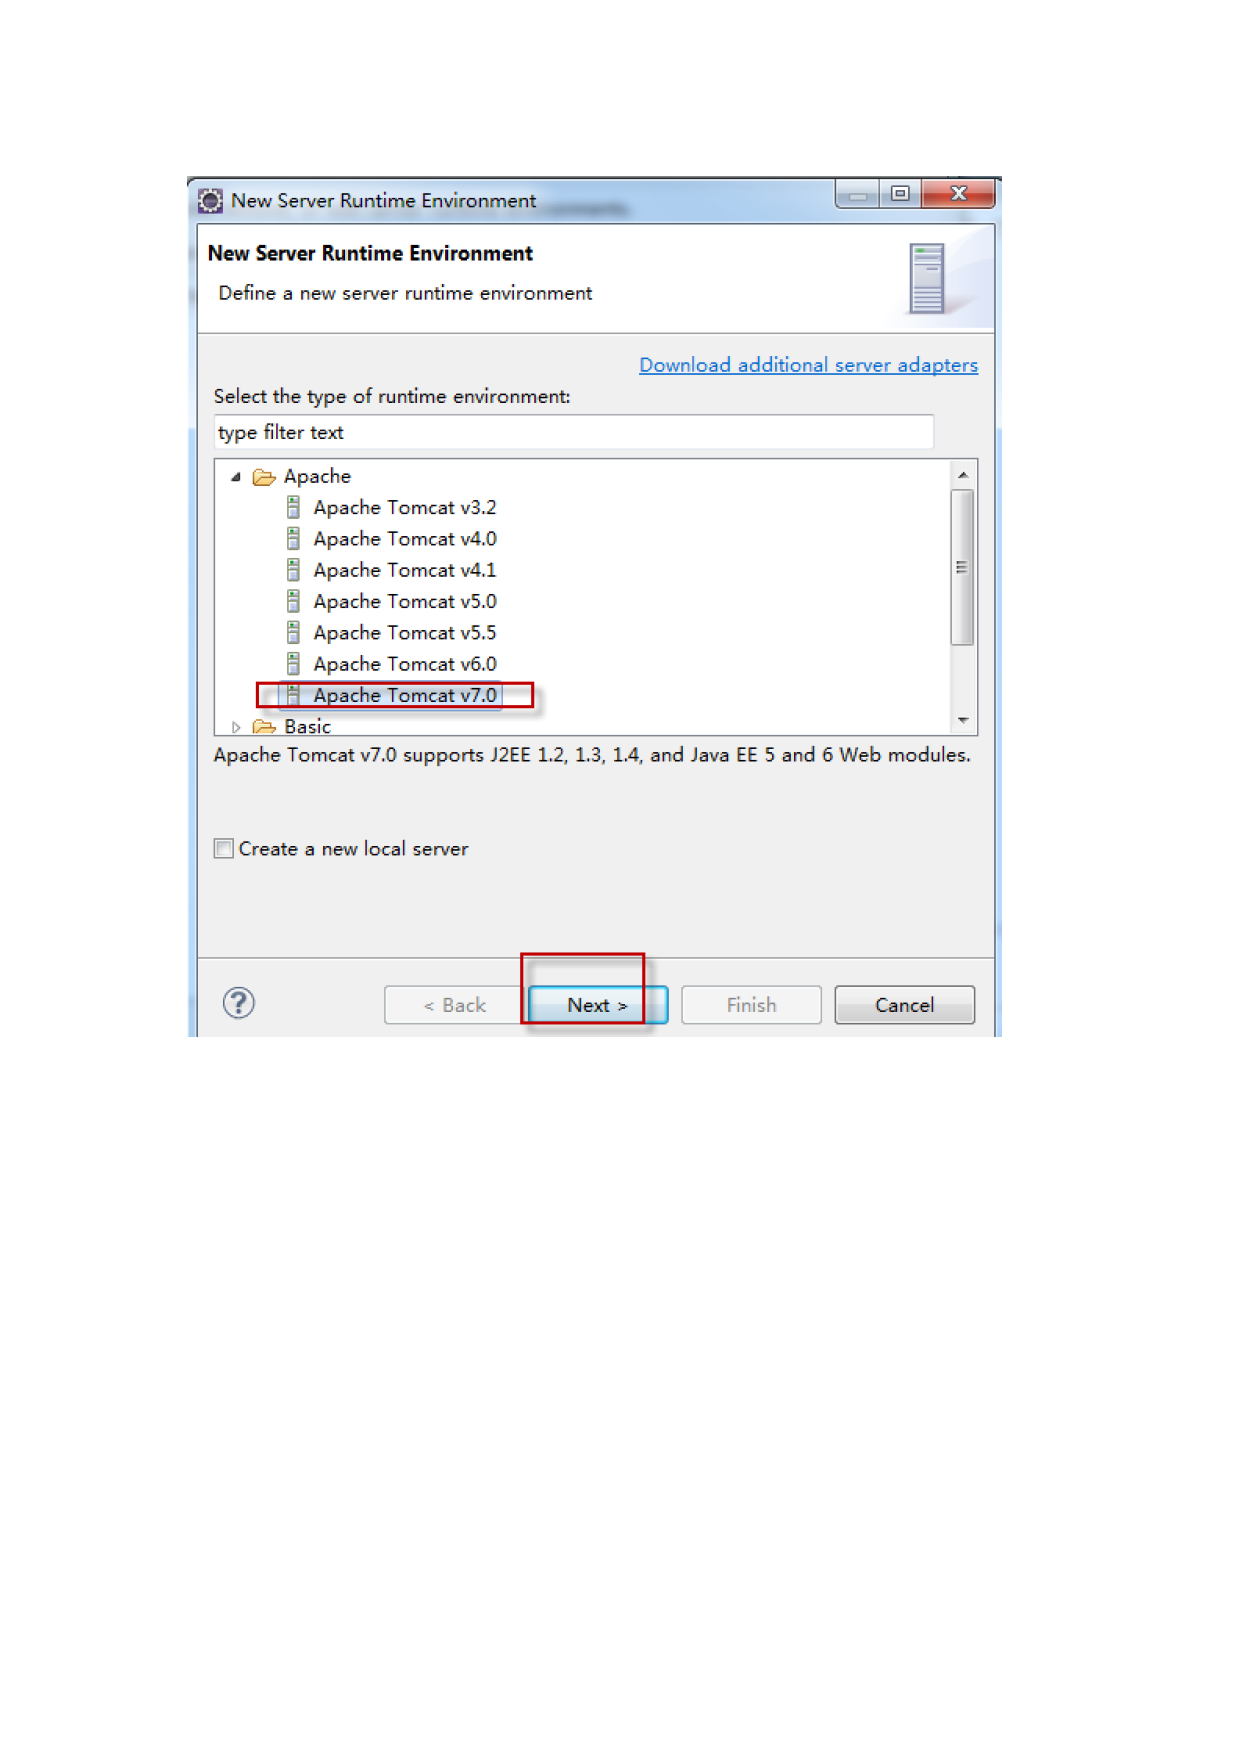 New Server Runtime Environment
New Server Runtime Environment
Define a new server runtime environment
Download additional server adapters
Select the type of runtime environment:
type filter text
Apache
Apache Tomcat v3.2
Apache Tomcat v4.0
Apache Tomcat v4.1
Apache Tomcat v5.0
Apache Tomcat v5.5
Apache Tomcat v6.0
Apache Tomcat v7.0
Basic
Apache Tomcat v7.0 supports J2EE 1.2, 1.3, 1.4, and Java EE 5 and 6 Web modules.
Create a new local server
? < Back Next > Finish Cancel